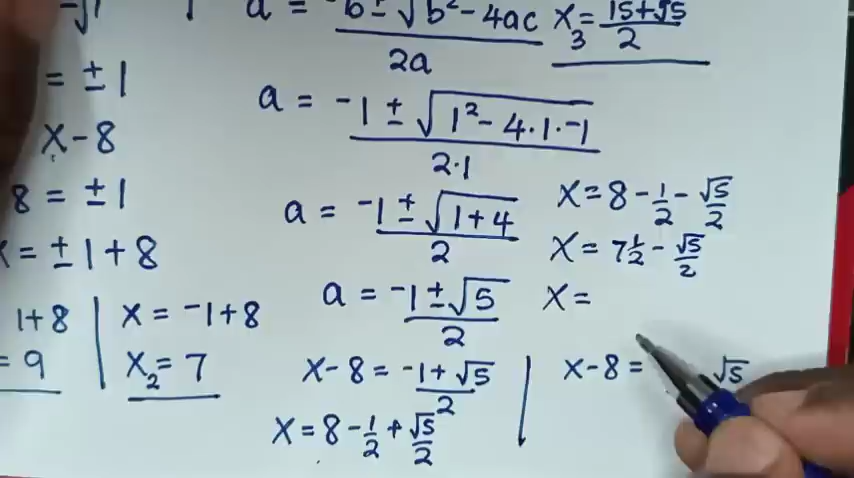 = ±1
x-8
8 = ±1
x = ±1+8
1+8
= 9
x = -1+8
x₂ = 7
a = -b±√b²-4ac / 2a
a = -1±√1²-4·1·-1 / 2·1
a = -1±√1+4 / 2
a = -1±√5 / 2
x-8 = -1+√5 / 2
x = 8-1/2+√5/2
x₃ = 15+√5 / 2
x = 8-1/2-√5/2
x = 7 1/2-√5/2
x =
x-8 = √5